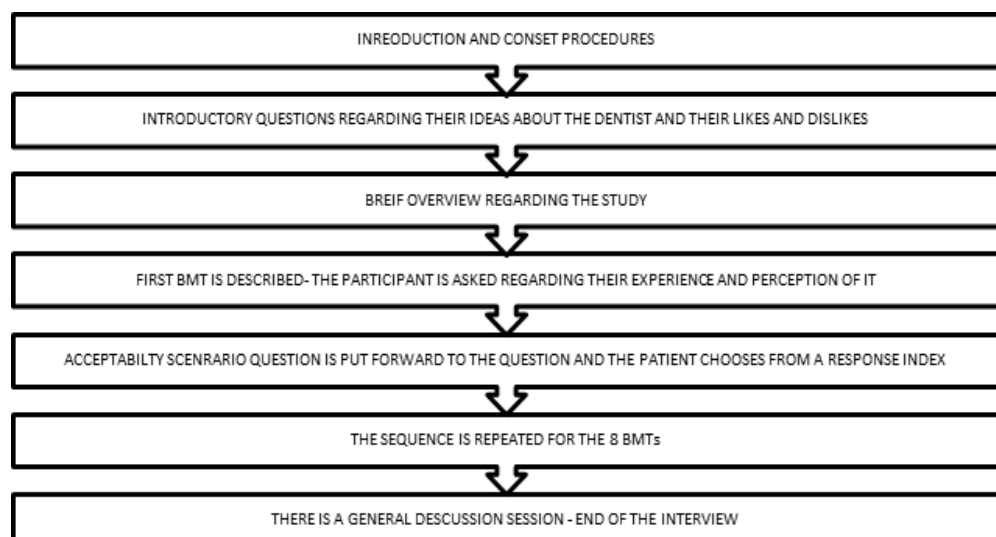 INREODUCTION AND CONSET PROCEDURES
INTRODUCTORY QUESTIONS REGARDING THEIR IDEAS ABOUT THE DENTIST AND THEIR LIKES AND DISLIKES
BREIF OVERVIEW REGARDING THE STUDY
FIRST BMT IS DESCRIBED- THE PARTICIPANT IS ASKED REGARDING THEIR EXPERIENCE AND PERCEPTION OF IT
ACCEPTABILTY SCENRARIO QUESTION IS PUT FORWARD TO THE QUESTION AND THE PATIENT CHOOSES FROM A RESPONSE INDEX
THE SEQUENCE IS REPEATED FOR THE 8 BMTs
THERE IS A GENERAL DESCUSSION SESSION - END OF THE INTERVIEW